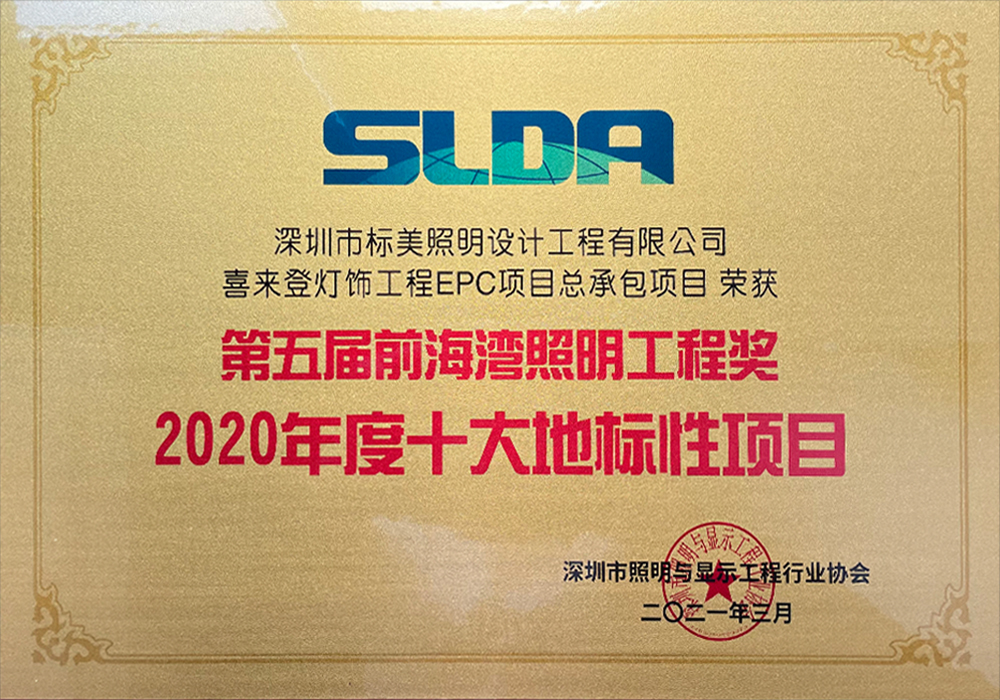 SLDA
深圳市标美照明设计工程有限公司
喜来登灯饰工程EPC项目总承包项目 荣获
第五届前海湾照明工程奖
2020年度十大地标性项目
深圳市照明与显示工程行业协会
二〇二一年三月